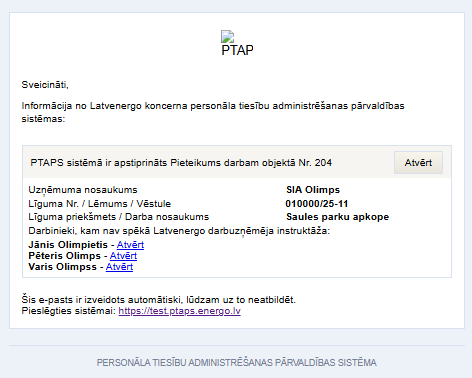 PTAP
Sveicināti,
Informācija no Latvenergo koncerna personāla tiesību administrēšanas pārvaldības
sistēmas:
PTAPS sistēmā ir apstiprināts Pieteikums darbam objektā Nr. 204 Atvērt
Uzņēmuma nosaukums SIA Olimps
Līguma Nr. / Lēmums / Vēstule 010000/25-11
Līguma priekšmets / Darba nosaukums Saules parku apkope
Darbinieki, kam nav spēkā Latvenergo darbuzņēmēja instruktāža:
Jānis Olimpietis - Atvērt
Pēteris Olimps - Atvērt
Varis Olimpss - Atvērt
Šis e-pasts ir izveidots automātiski, lūdzam uz to neatbildēt.
Pieslēgties sistēmai: https://test.ptaps.energo.lv
PERSONĀLA TIESĪBU ADMINISTRĒŠANAS PĀRVALDĪBAS SISTĒMA